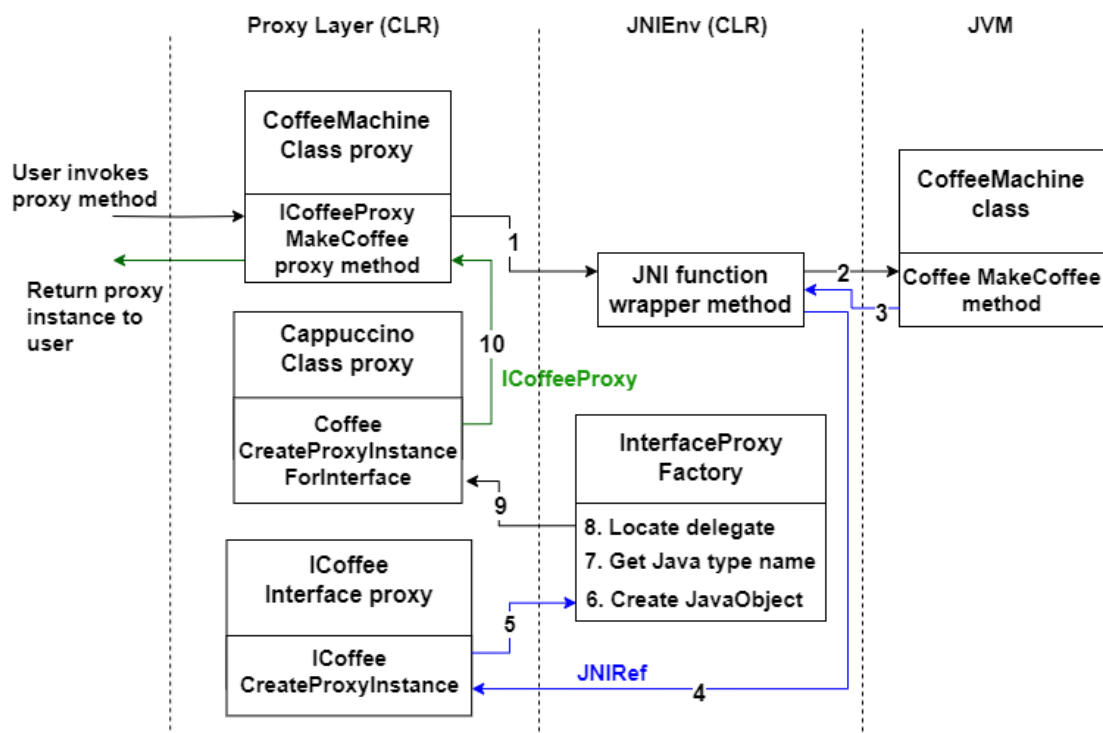 Proxy Layer (CLR)
JNIEnv (CLR)
JVM
CoffeeMachine
Class proxy
User invokes
proxy method
ICoffeeProxy
MakeCoffee
proxy method
1
JNI function
wrapper method
2
3
CoffeeMachine
class
Coffee MakeCoffee
method
Return proxy
instance to
user
Cappuccino
Class proxy
10
ICoffeeProxy
Coffee
CreateProxyInstance
ForInterface
9
InterfaceProxy
Factory
8. Locate delegate
7. Get Java type name
6. Create JavaObject
ICoffee
Interface proxy
5
ICoffee
CreateProxyInstance
JNIRef
4